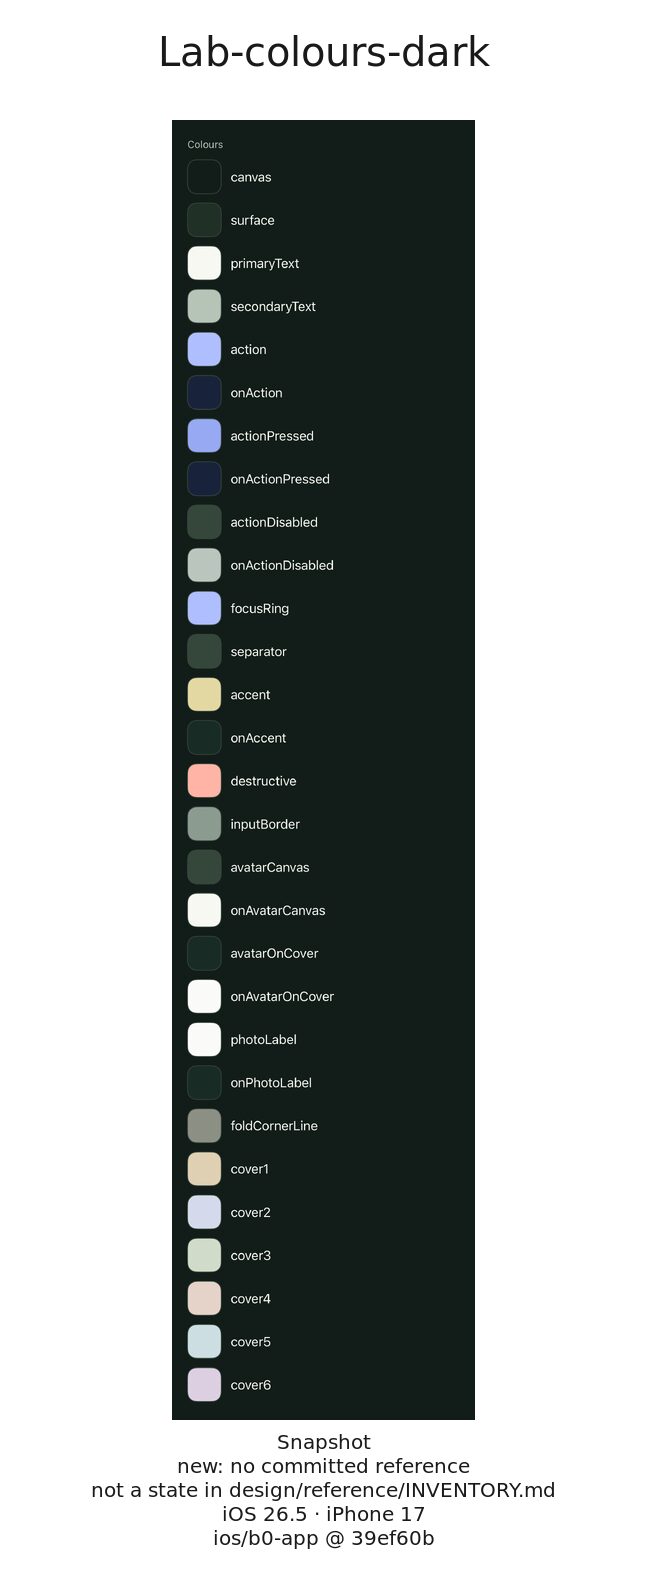 Lab-colours-dark
Colours
canvas
surface
primaryText
secondaryText
action
onAction
actionPressed
onActionPressed
actionDisabled
onActionDisabled
focusRing
separator
accent
onAccent
destructive
inputBorder
avatarCanvas
onAvatarCanvas
avatarOnCover
onAvatarOnCover
photoLabel
onPhotoLabel
foldCornerLine
cover1
cover2
cover3
cover4
cover5
cover6
Snapshot
new: no committed reference
not a state in design/reference/INVENTORY.md
iOS 26.5 · iPhone 17
ios/b0-app @ 39ef60b